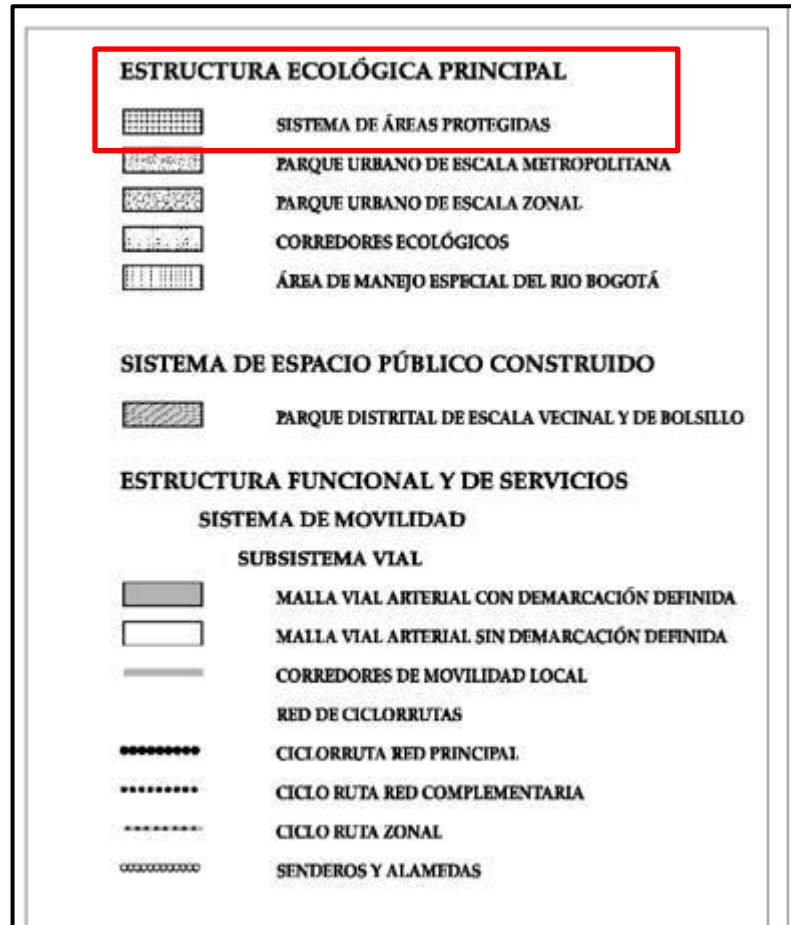 ESTRUCTURA ECOLÓGICA PRINCIPAL
SISTEMA DE ÁREAS PROTEGIDAS
PARQUE URBANO DE ESCALA METROPOLITANA
PARQUE URBANO DE ESCALA ZONAL
CORREDORES ECOLÓGICOS
ÁREA DE MANEJO ESPECIAL DEL RIO BOGOTÁ
SISTEMA DE ESPACIO PÚBLICO CONSTRUIDO
PARQUE DISTRITAL DE ESCALA VECINAL Y DE BOLSILLO
ESTRUCTURA FUNCIONAL Y DE SERVICIOS
SISTEMA DE MOVILIDAD
SUBSISTEMA VIAL
MALLA VIAL ARTERIAL CON DEMARCACIÓN DEFINIDA
MALLA VIAL ARTERIAL SIN DEMARCACIÓN DEFINIDA
CORREDORES DE MOVILIDAD LOCAL
RED DE CICLORRUTAS
CICLORRUTA RED PRINCIPAL
CICLO RUTA RED COMPLEMENTARIA
CICLO RUTA ZONAL
SENDEROS Y ALAMEDAS